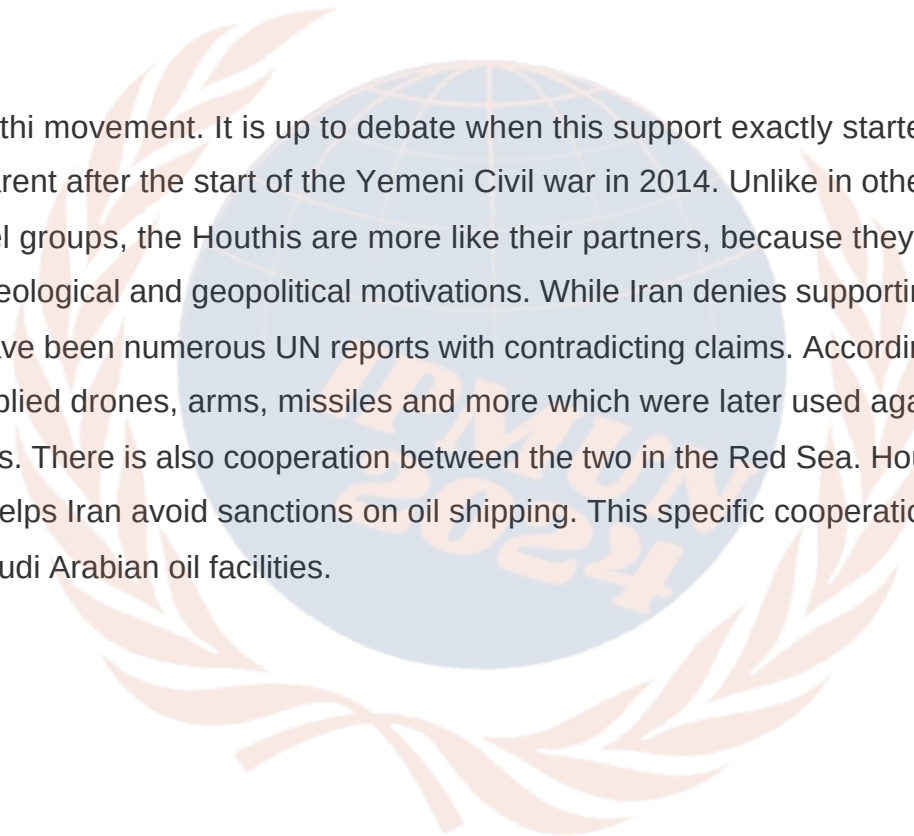 thi movement. It is up to debate when this support exactly starte
rent after the start of the Yemeni Civil war in 2014. Unlike in othe
l groups, the Houthis are more like their partners, because they
eological and geopolitical motivations. While Iran denies supporti
ve been numerous UN reports with contradicting claims. Accordin
plied drones, arms, missiles and more which were later used aga
s. There is also cooperation between the two in the Red Sea. Hou
elps Iran avoid sanctions on oil shipping. This specific cooperatio
udi Arabian oil facilities.
IPMUN
2024